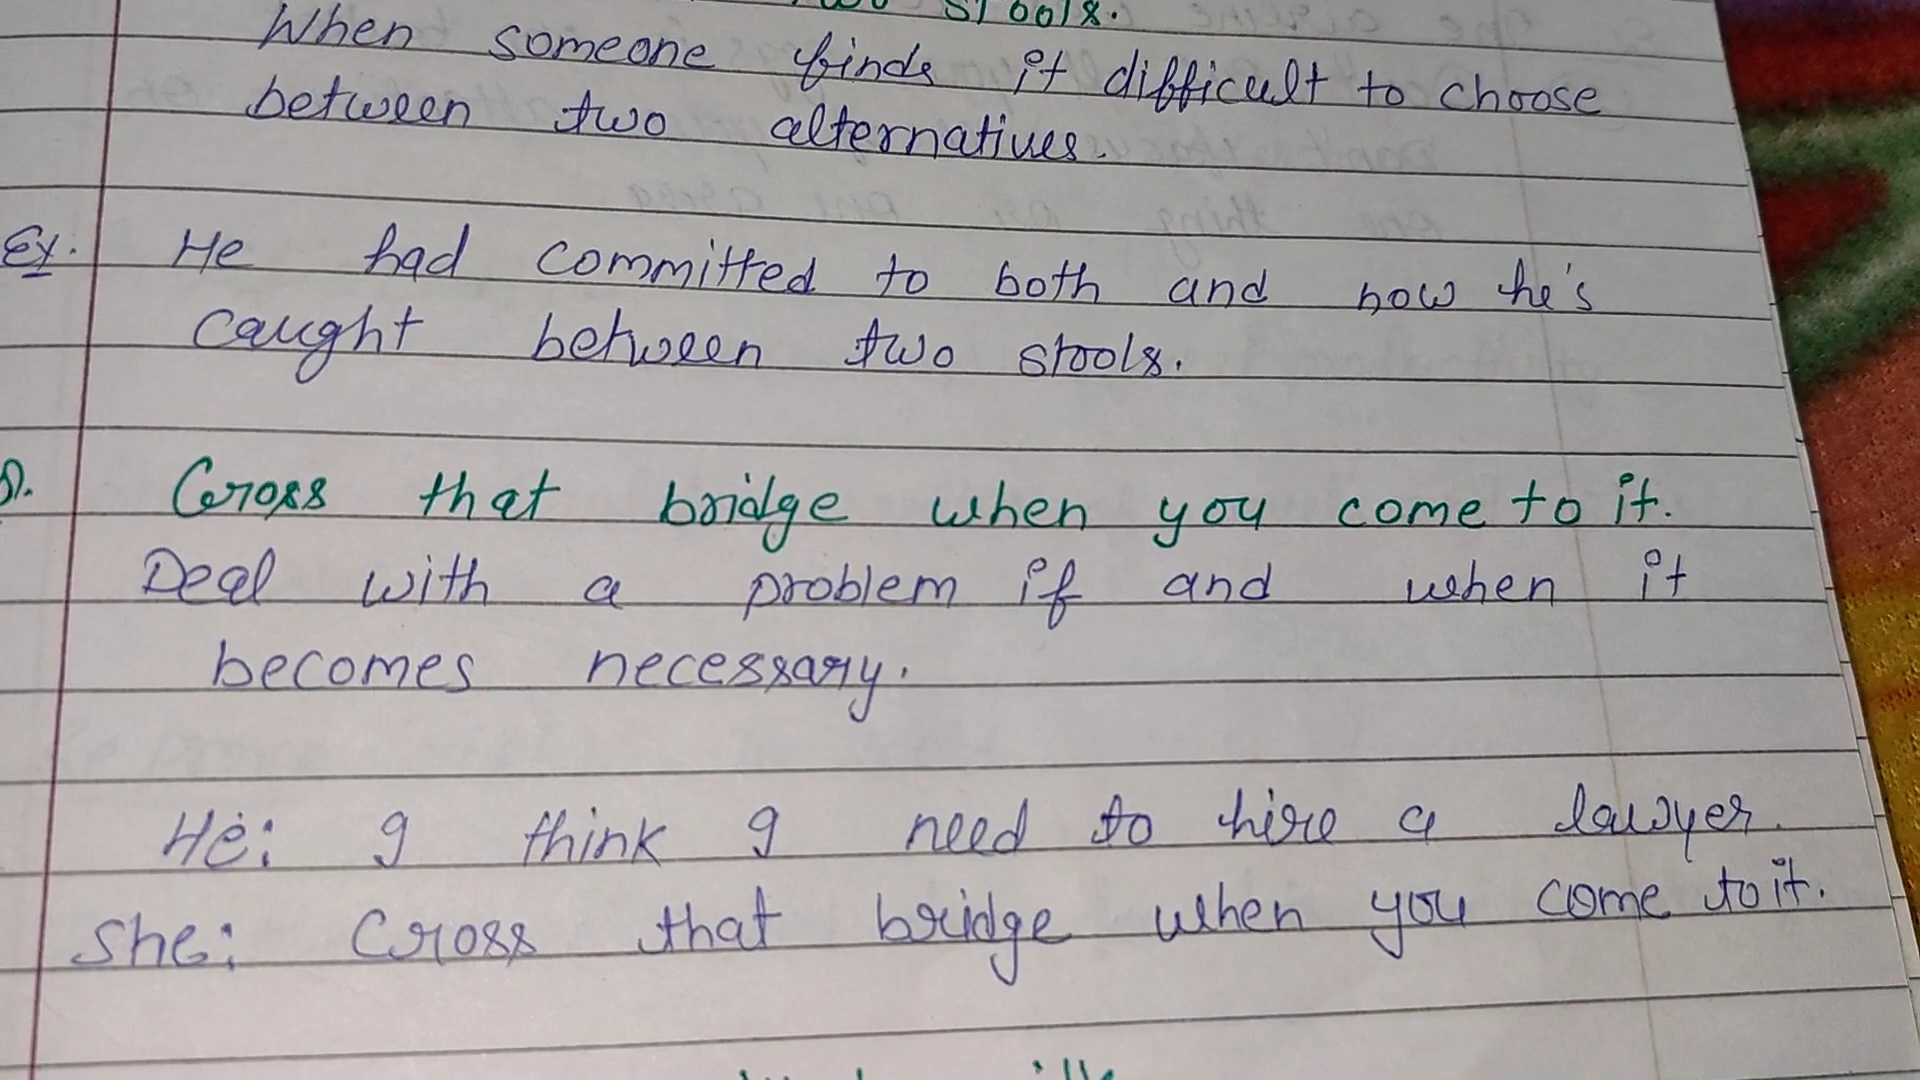 stools.
When someone finds it difficult to choose
between two alternatives.
Ex. He had committed to both and now he's
caught between two stools.
Cross that bridge when you come to it.
Deal with a problem if and when it
becomes necessary.
He: I think I need to hire a lawyer.
She: Cross that bridge when you come to it.